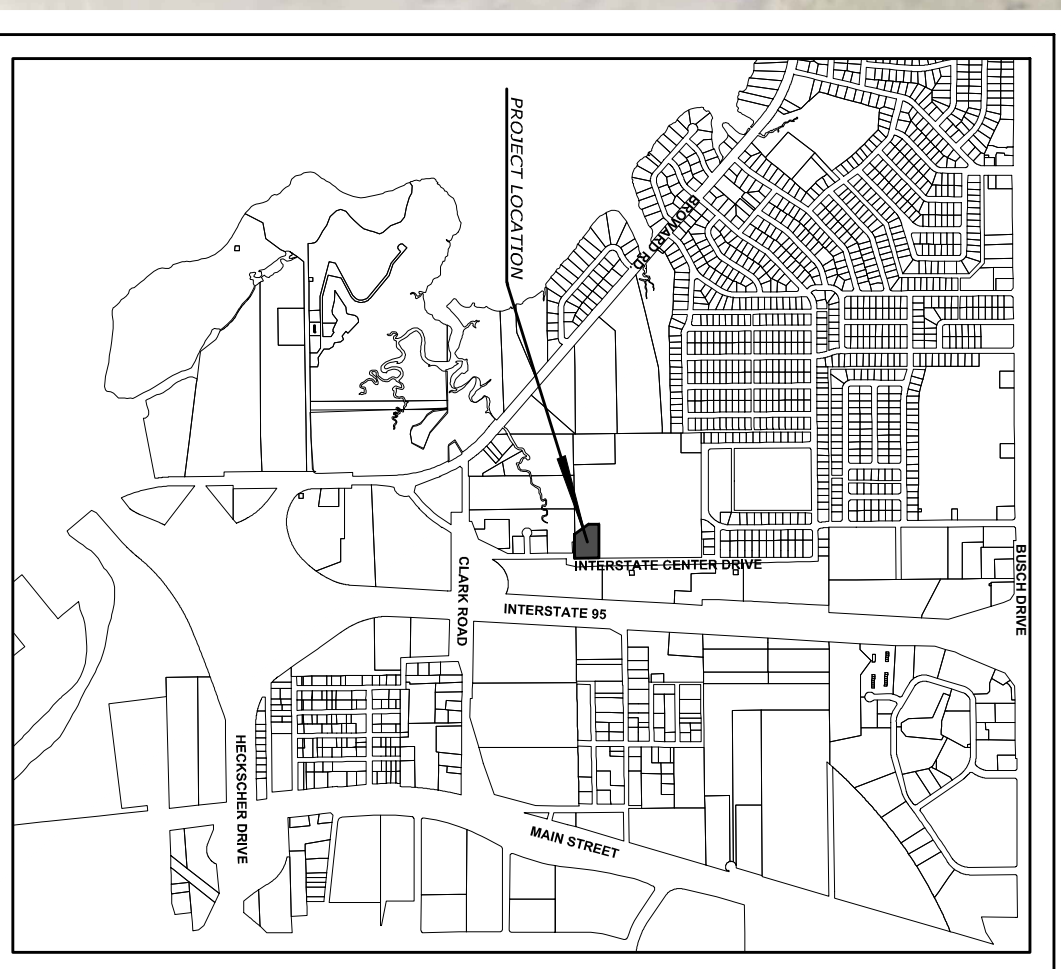 PROJECT LOCATION
BROWARD RD
INTERSTATE CENTER DRIVE
BUSCH DRIVE
CLARK ROAD
INTERSTATE 95
HECKSCHER DRIVE
MAIN STREET